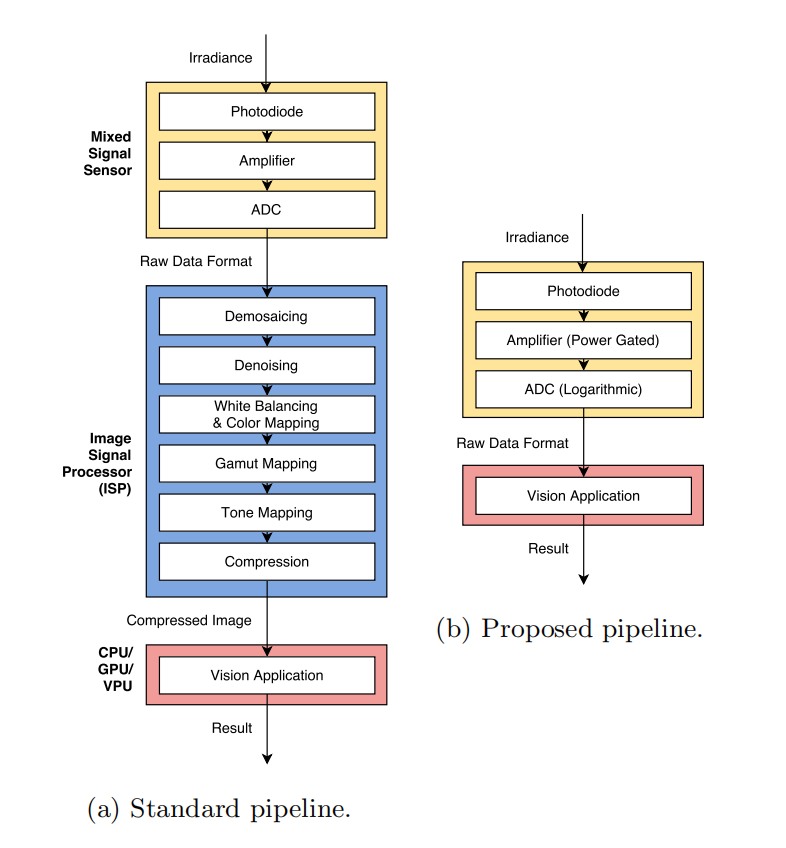 Irradiance
Mixed
Signal
Sensor
Photodiode
Amplifier
ADC
Raw Data Format
Image
Signal
Processor
(ISP)
Demosaicing
Denoising
White Balancing
& Color Mapping
Gamut Mapping
Tone Mapping
Compression
Compressed Image
CPU/
GPU/
VPU
Vision Application
Result
(a) Standard pipeline.
Irradiance
Photodiode
Amplifier (Power Gated)
ADC (Logarithmic)
Raw Data Format
Vision Application
Result
(b) Proposed pipeline.